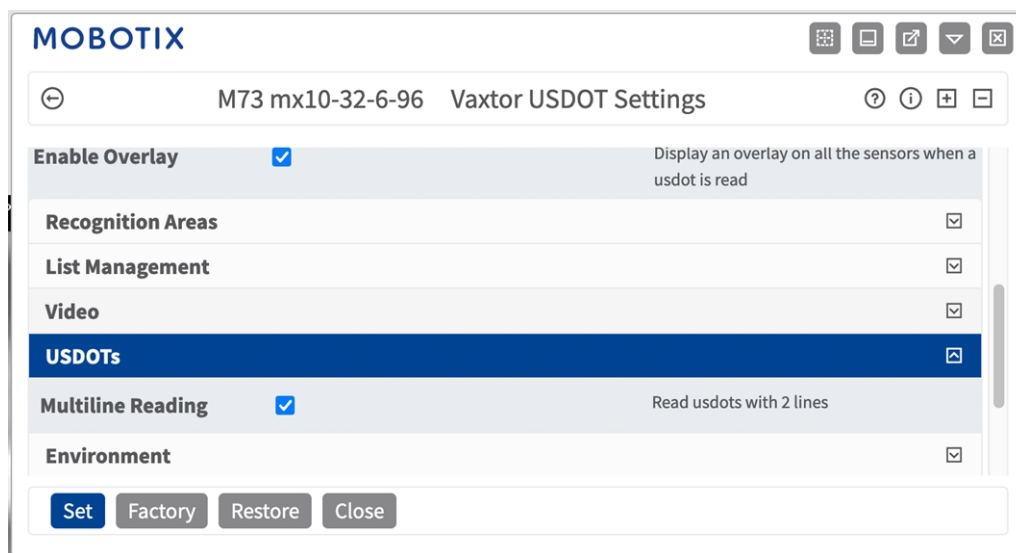 MOBOTIX
M73 mx10-32-6-96 Vaxtor USDOT Settings
Enable Overlay
Display an overlay on all the sensors when a
usdot is read
Recognition Areas
List Management
Video
USDOTs
Multiline Reading
Read usdots with 2 lines
Environment
Set Factory Restore Close